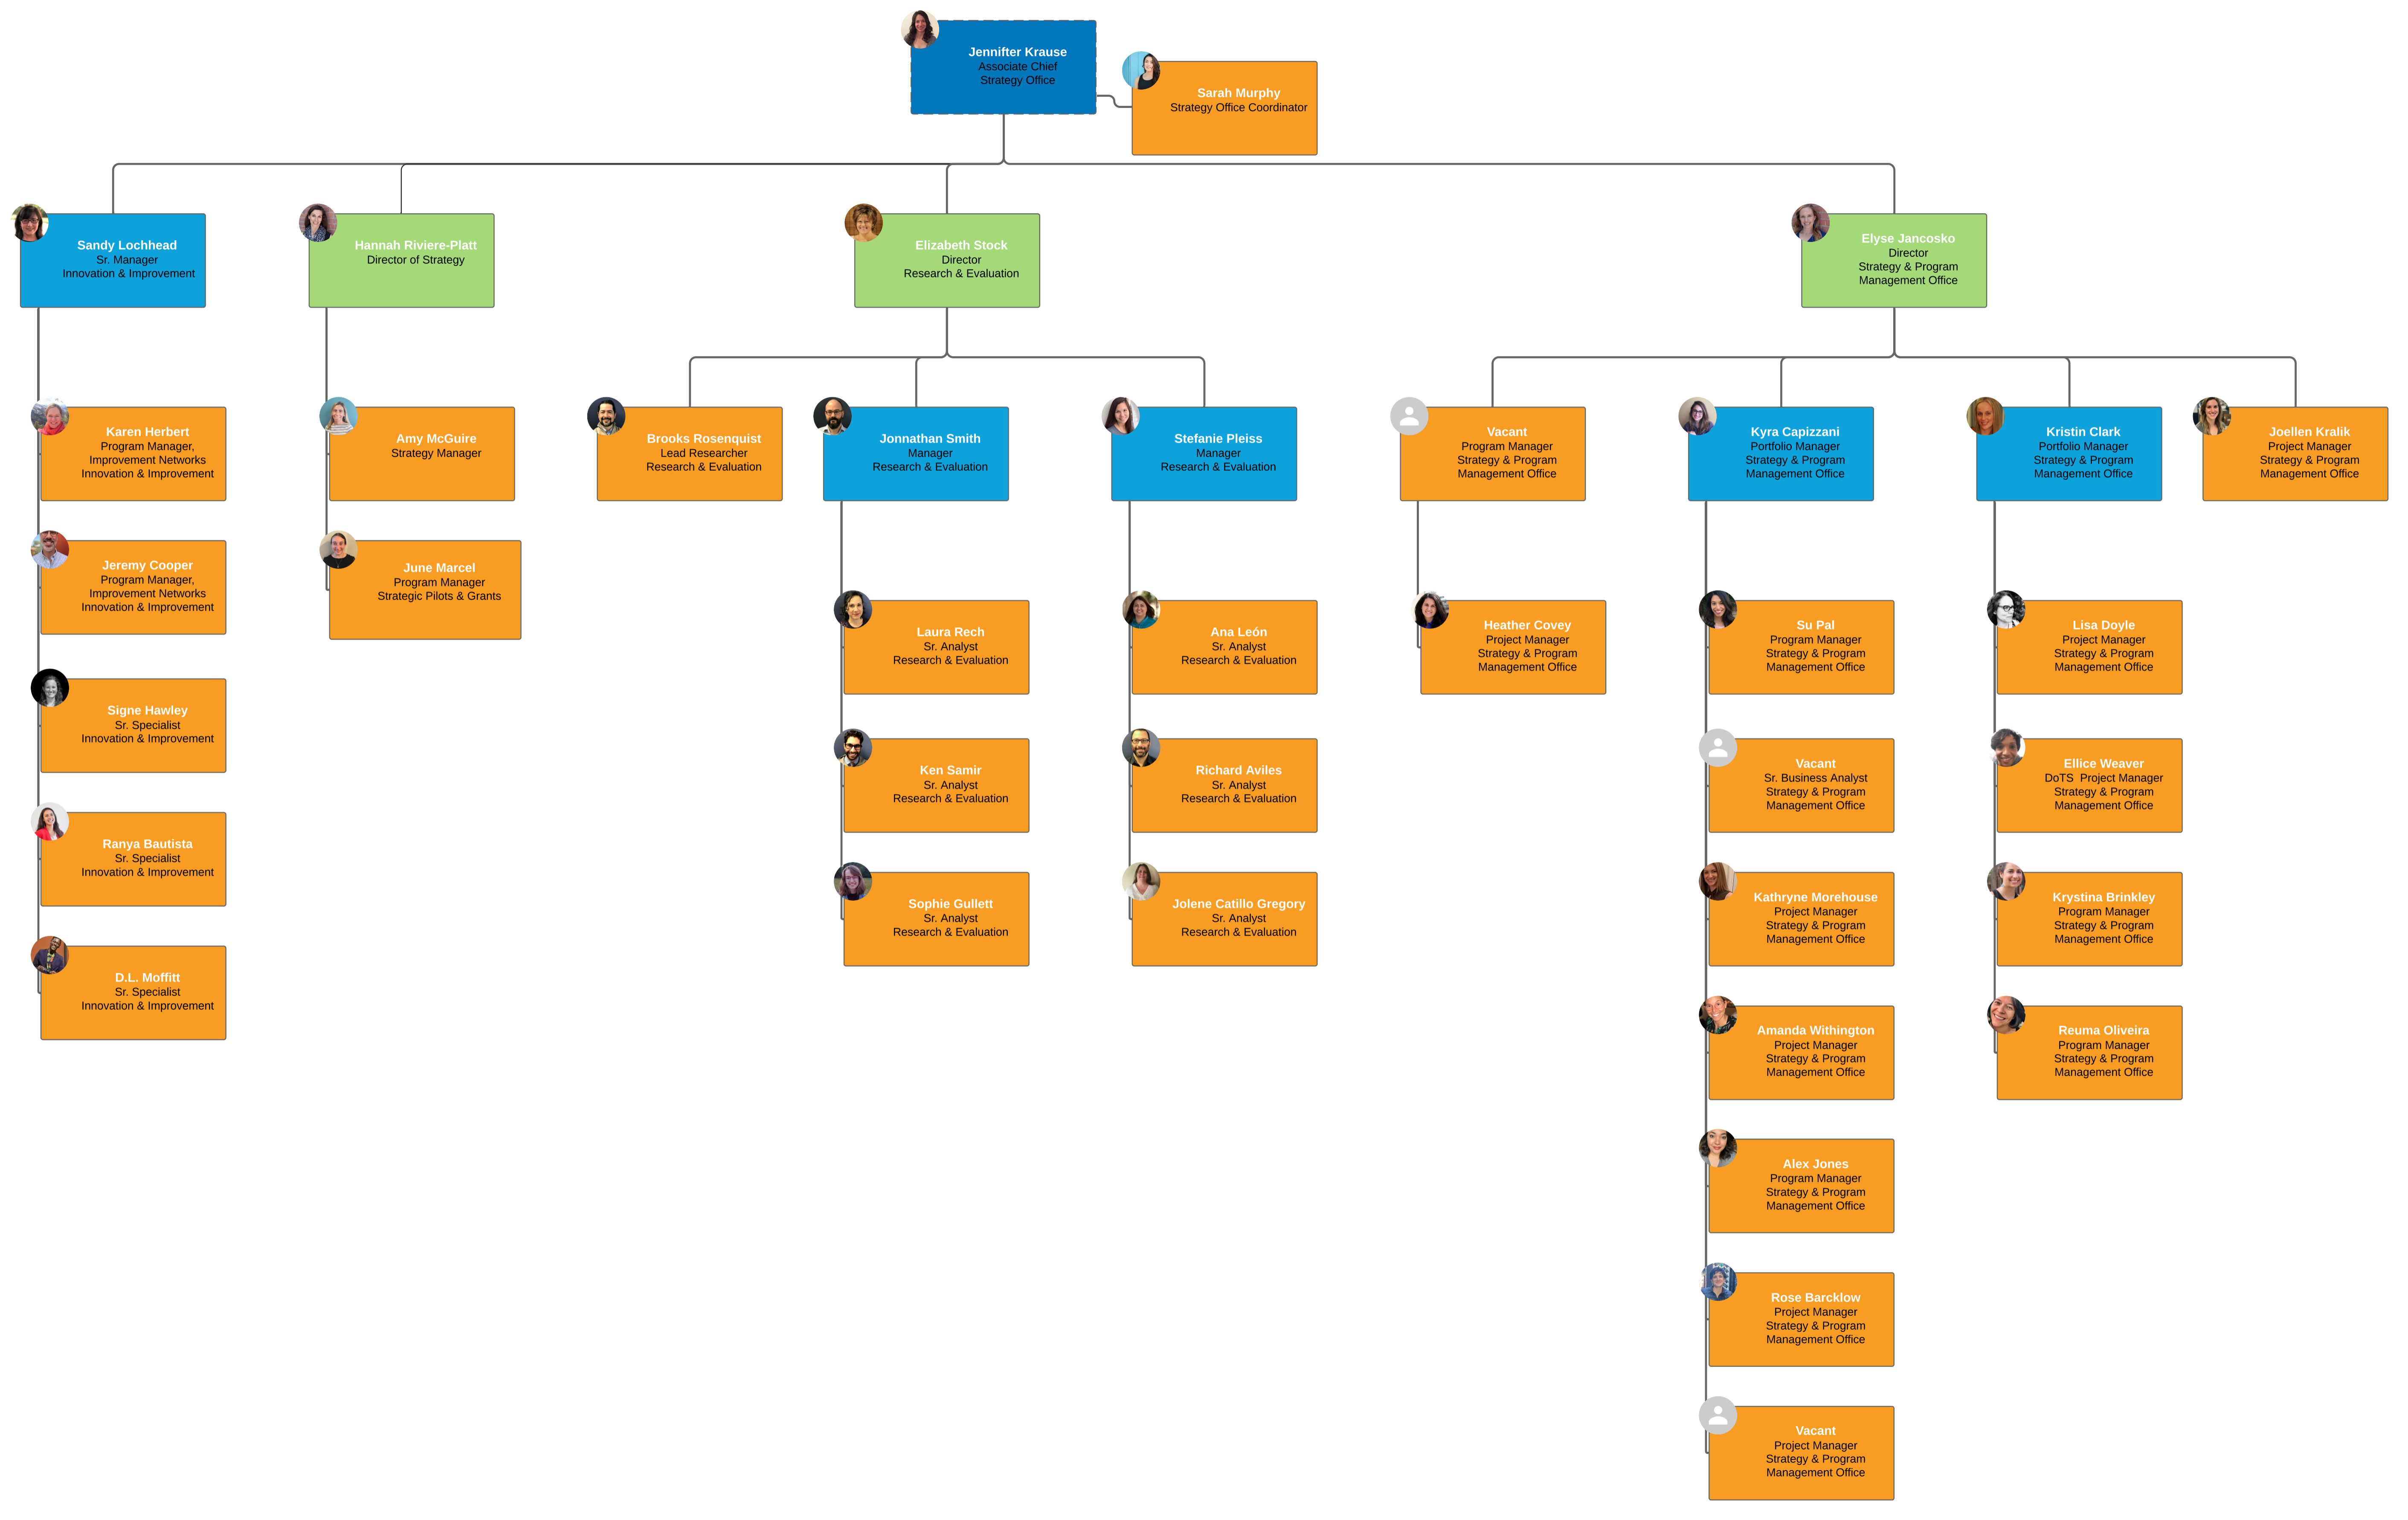 Jennifter Krause
Associate Chief
Strategy Office
Sarah Murphy
Strategy Office Coordinator
Sandy Lochhead
Sr. Manager
Innovation & Improvement
Hannah Riviere-Platt
Director of Strategy
Elizabeth Stock
Director
Research & Evaluation
Elyse Jancosko
Director
Strategy & Program
Management Office
Karen Herbert
Program Manager,
Improvement Networks
Innovation & Improvement
Amy McGuire
Strategy Manager
Brooks Rosenquist
Lead Researcher
Research & Evaluation
Jonnathan Smith
Manager
Research & Evaluation
Stefanie Pleiss
Manager
Research & Evaluation
Vacant
Program Manager
Strategy & Program
Management Office
Kyra Capizzani
Portfolio Manager
Strategy & Program
Management Office
Kristin Clark
Portfolio Manager
Strategy & Program
Management Office
Joellen Kralik
Project Manager
Strategy & Program
Management Office
Jeremy Cooper
Program Manager,
Improvement Networks
Innovation & Improvement
June Marcel
Program Manager
Strategic Pilots & Grants
Laura Rech
Sr. Analyst
Research & Evaluation
Ana León
Sr. Analyst
Research & Evaluation
Heather Covey
Project Manager
Strategy & Program
Management Office
Su Pal
Program Manager
Strategy & Program
Management Office
Lisa Doyle
Project Manager
Strategy & Program
Management Office
Signe Hawley
Sr. Specialist
Innovation & Improvement
Ken Samir
Sr. Analyst
Research & Evaluation
Richard Aviles
Sr. Analyst
Research & Evaluation
Vacant
Sr. Business Analyst
Strategy & Program
Management Office
Ellice Weaver
DoTS  Project Manager
Strategy & Program
Management Office
Ranya Bautista
Sr. Specialist
Innovation & Improvement
Sophie Gullett
Sr. Analyst
Research & Evaluation
Jolene Catillo Gregory
Sr. Analyst
Research & Evaluation
Kathryne Morehouse
Project Manager
Strategy & Program
Management Office
Krystina Brinkley
Program Manager
Strategy & Program
Management Office
D.L. Moffitt
Sr. Specialist
Innovation & Improvement
Amanda Withington
Project Manager
Strategy & Program
Management Office
Reuma Oliveira
Program Manager
Strategy & Program
Management Office
Alex Jones
Program Manager
Strategy & Program
Management Office
Rose Barcklow
Project Manager
Strategy & Program
Management Office
Vacant
Project Manager
Strategy & Program
Management Office